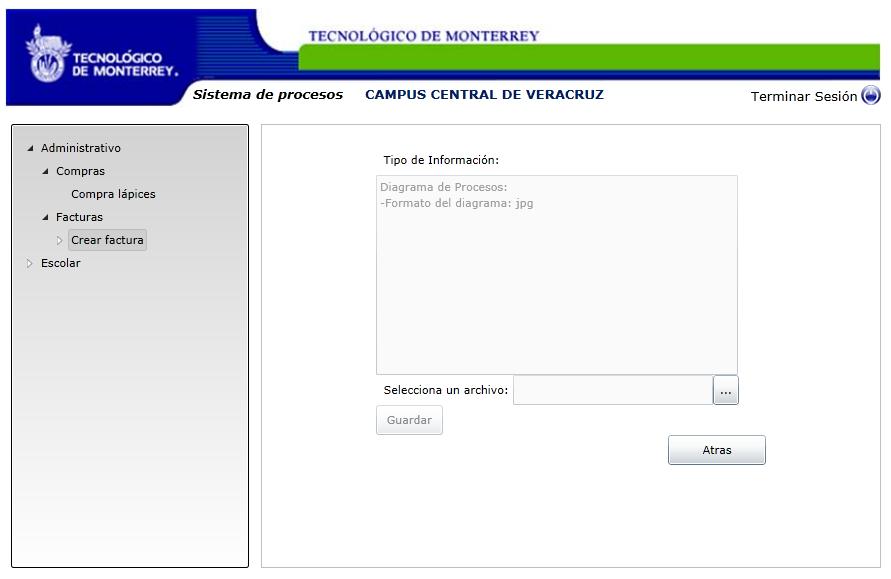 TECNOLÓGICO DE MONTERREY
TECNOLÓGICO
DE MONTERREY.
Sistema de procesos CAMPUS CENTRAL DE VERACRUZ Terminar Sesión
Administrativo
Compras
Compra lápices
Facturas
Crear factura
Escolar
Tipo de Información:
Diagrama de Procesos:
-Formato del diagrama: jpg
Selecciona un archivo: ...
Guardar
Atras